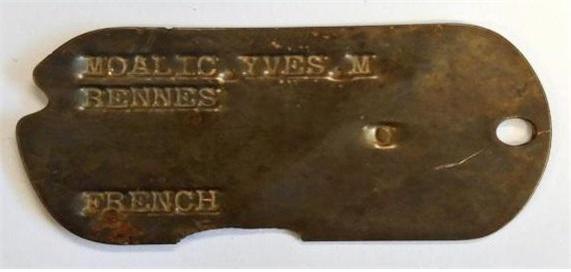 MOALIC YVES M
RENNES
C
FRENCH